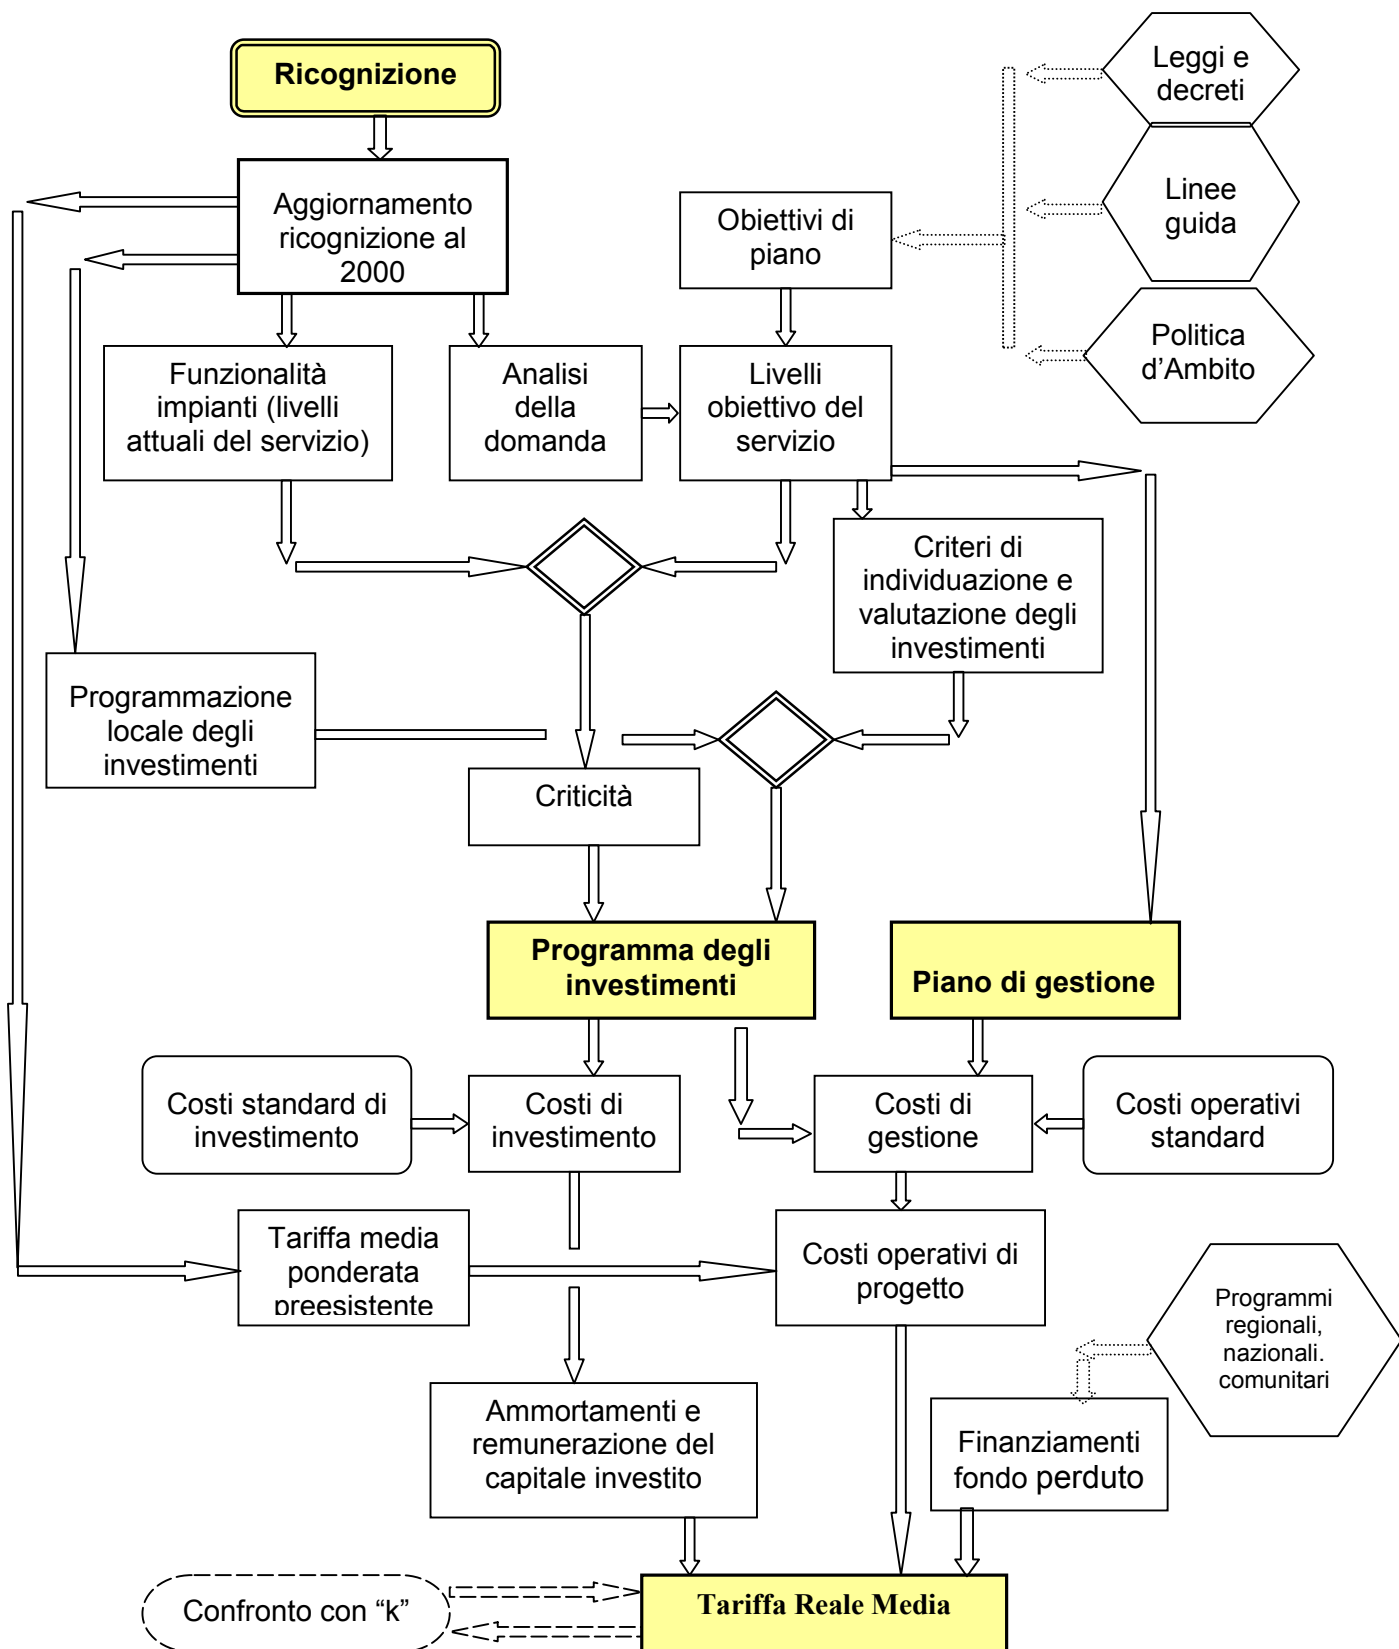 Ricognizione
Leggi e
decreti
Aggiornamento
ricognizione al
2000
Obiettivi di
piano
Linee
guida
Politica
d’Ambito
Funzionalità
impianti (livelli
attuali del servizio)
Analisi
della
domanda
Livelli
obiettivo del
servizio
Criteri di
individuazione e
valutazione degli
investimenti
Programmazione
locale degli
investimenti
Criticità
Programma degli
investimenti
Piano di gestione
Costi standard di
investimento
Costi di
investimento
Costi di
gestione
Costi operativi
standard
Tariffa media
ponderata
preesistente
Costi operativi di
progetto
Programmi
regionali,
nazionali.
comunitari
Ammortamenti e
remunerazione del
capitale investito
Finanziamenti
fondo perduto
Confronto con “k”
Tariffa Reale Media